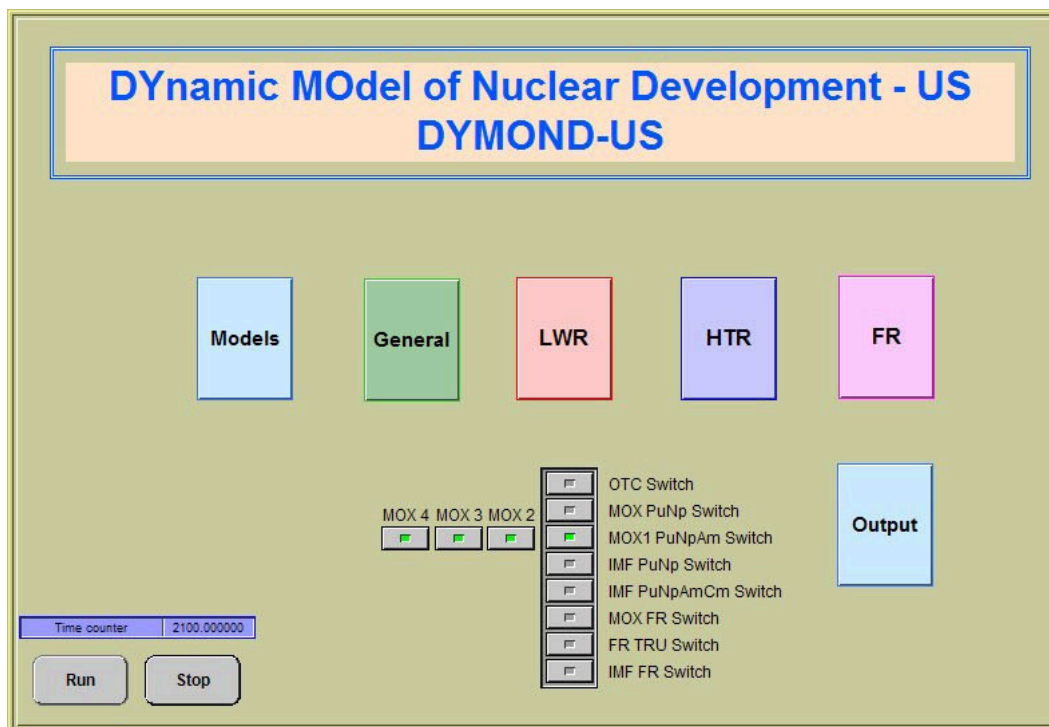 DYnamic MOdel of Nuclear Development - US
DYMOND-US
Models
General
LWR
HTR
FR
OTC Switch
MOX PuNp Switch
MOX 4 MOX 3 MOX 2
MOX1 PuNpAm Switch
IMF PuNp Switch
IMF PuNpAmCm Switch
MOX FR Switch
FR TRU Switch
IMF FR Switch
Output
Time counter 2100.000000
Run
Stop